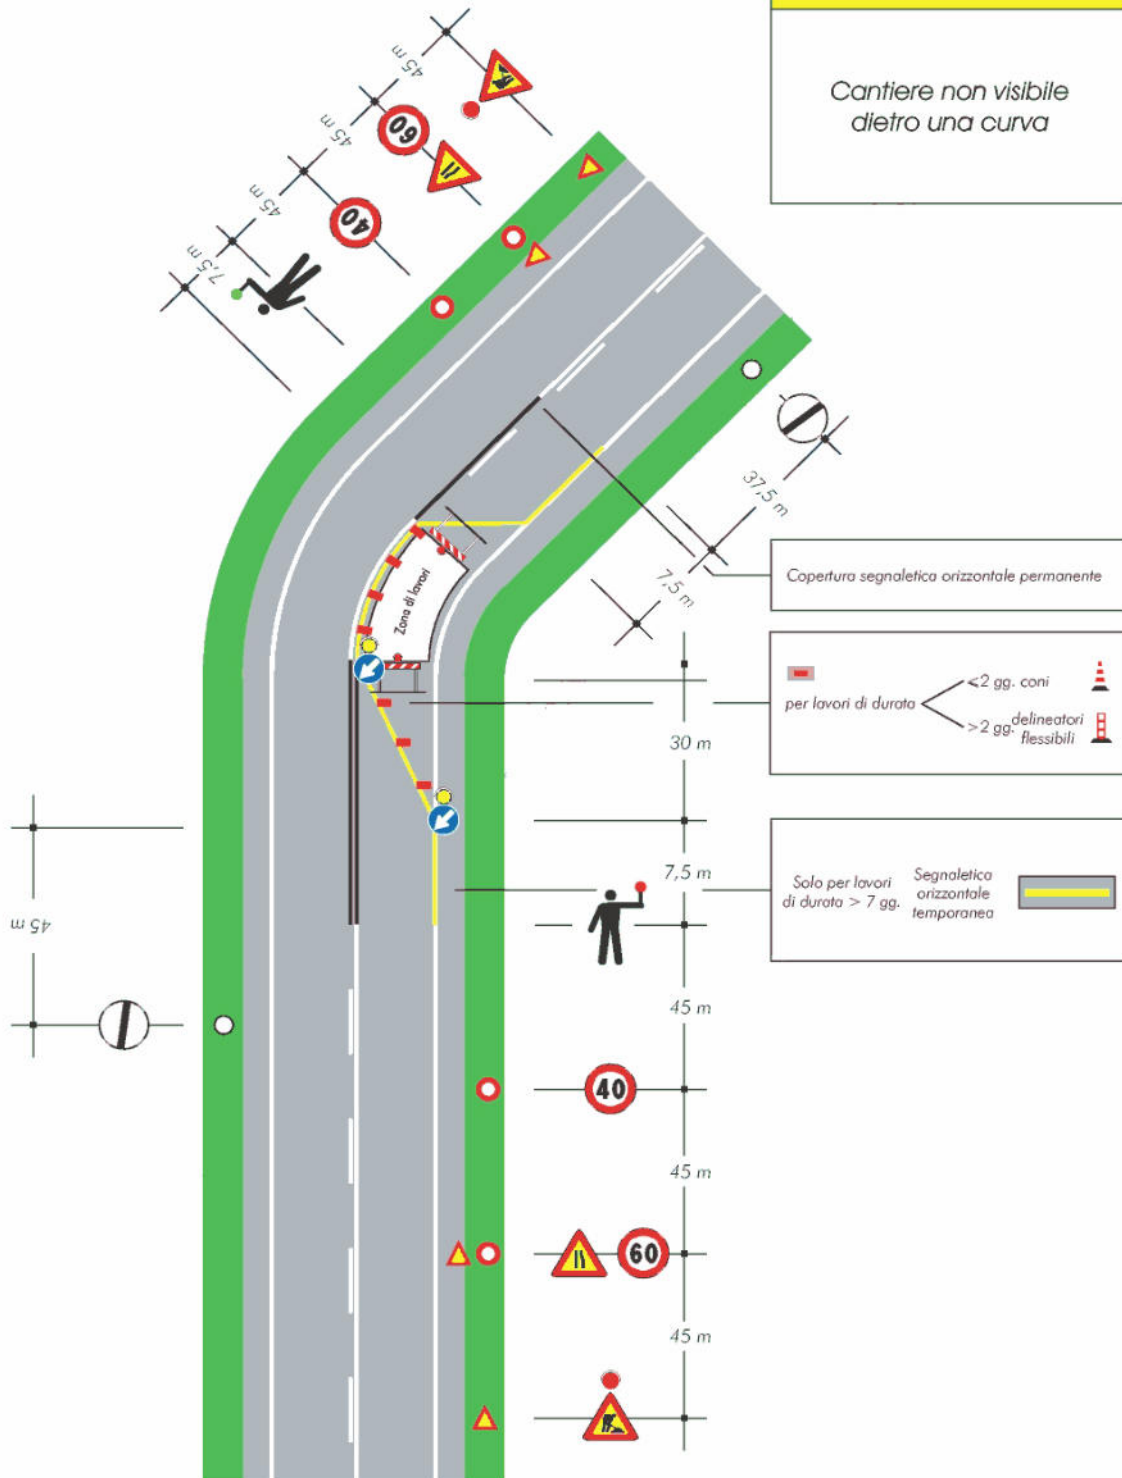 Cantiere non visibile
dietro una curva
45 m
45 m
60
45 m
40
7,5 m
37,5 m
7,5 m
Zona di lavori
Copertura segnaletica orizzontale permanente
per lavori di durata
<2 gg. coni
>2 gg. delineatori
flessibili
30 m
7,5 m
Solo per lavori
di durata > 7 gg.
Segnaletica
orizzontale
temporanea
45 m
45 m
40
45 m
60
45 m